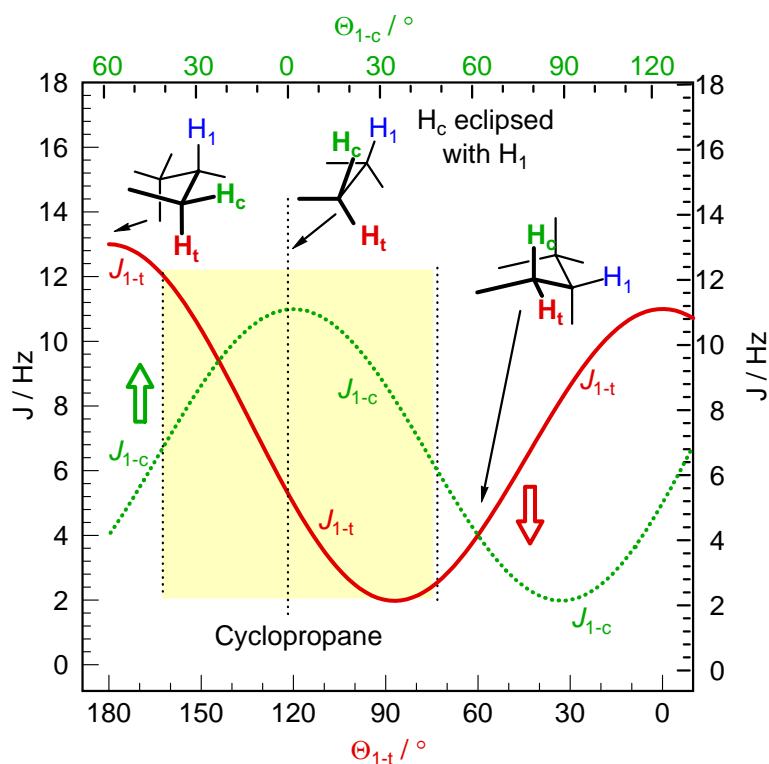 Θ1-c / °
60 30 0 30 60 90 120
18 18
16 16
14 14
12 12
10 10
8 8
6 6
4 4
2 2
0 0
J / Hz
J / Hz
H1
Hc
Ht
H1
Hc
Ht
Hc eclipsed
with H1
Hc
H1
Ht
J1-t
J1-c
J1-c
J1-t
J1-t
J1-c
Cyclopropane
180 150 120 90 60 30 0
Θ1-t / °